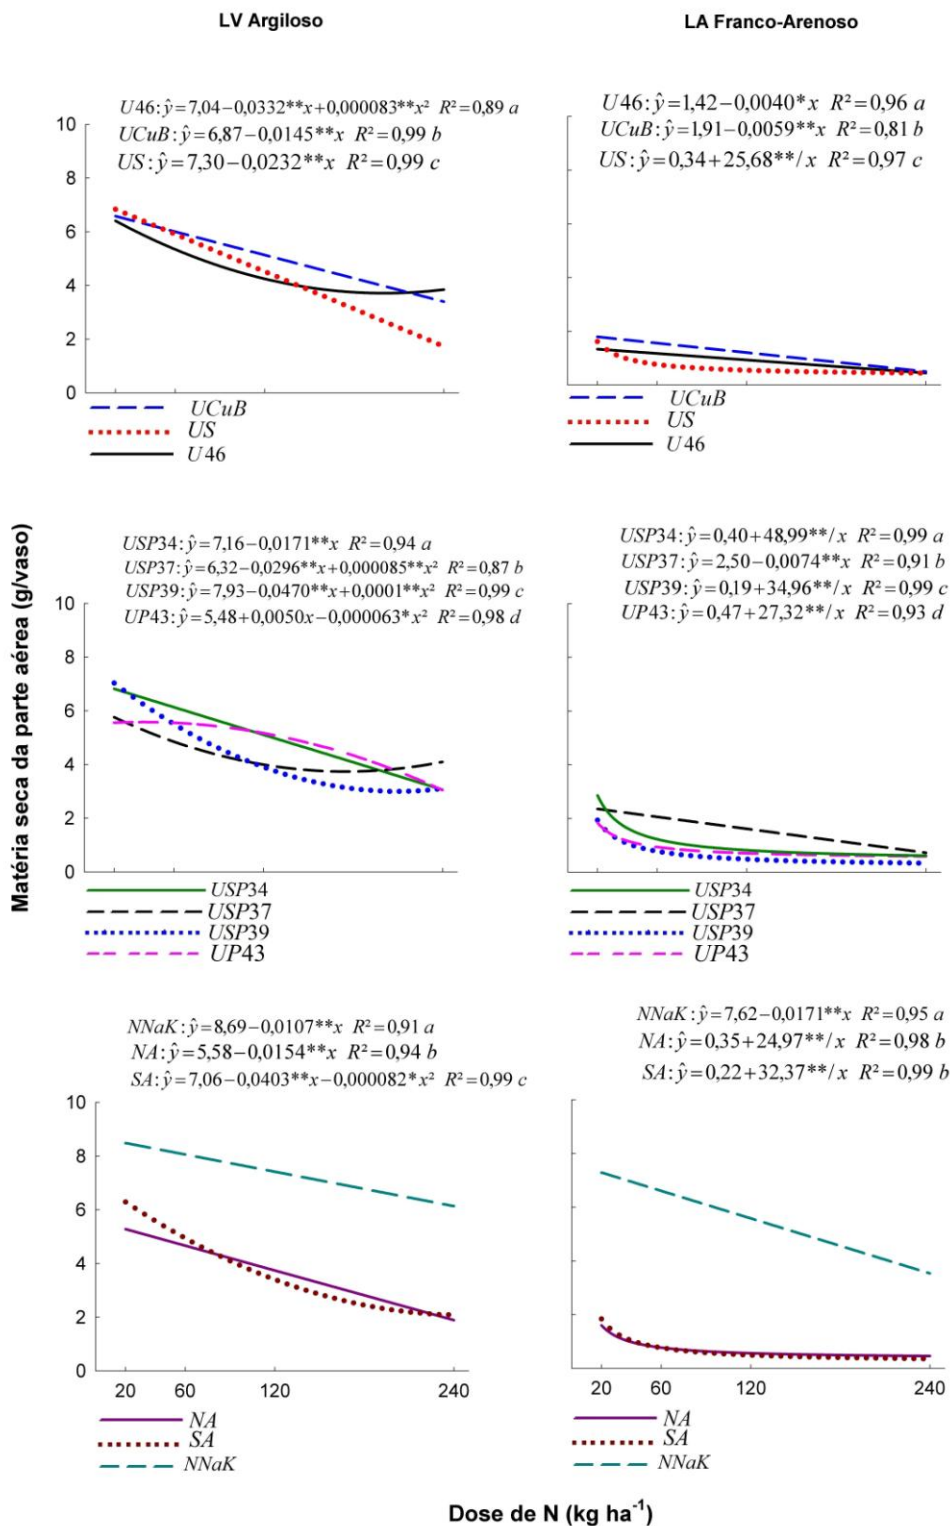 LV Argiloso
LA Franco-Arenoso
U46: ŷ=7,04−0,0332**x+0,000083**x² R²=0,89 a
UCuB: ŷ=6,87−0,0145**x R²=0,99 b
US: ŷ=7,30−0,0232**x R²=0,99 c
U46: ŷ=1,42−0,0040*x R²=0,96 a
UCuB: ŷ=1,91−0,0059**x R²=0,81 b
US: ŷ=0,34+25,68**/x R²=0,97 c
10
8
6
4
2
0
UCuB
US
U46
UCuB
US
U46
Matéria seca da parte aérea (g/vaso)
USP34: ŷ=7,16−0,0171**x R²=0,94 a
USP37: ŷ=6,32−0,0296**x+0,000085**x² R²=0,87 b
USP39: ŷ=7,93−0,0470**x+0,0001**x² R²=0,99 c
UP43: ŷ=5,48+0,0050x−0,000063*x² R²=0,98 d
USP34: ŷ=0,40+48,99**/x R²=0,99 a
USP37: ŷ=2,50−0,0074**x R²=0,91 b
USP39: ŷ=0,19+34,96**/x R²=0,99 c
UP43: ŷ=0,47+27,32**/x R²=0,93 d
10
8
6
4
2
0
USP34
USP37
USP39
UP43
USP34
USP37
USP39
UP43
NNaK: ŷ=8,69−0,0107**x R²=0,91 a
NA: ŷ=5,58−0,0154**x R²=0,94 b
SA: ŷ=7,06−0,0403**x−0,000082*x² R²=0,99 c
NNaK: ŷ=7,62−0,0171**x R²=0,95 a
NA: ŷ=0,35+24,97**/x R²=0,98 b
SA: ŷ=0,22+32,37**/x R²=0,99 b
10
8
6
4
2
0
20 60 120 240
20 60 120 240
NA
SA
NNaK
NA
SA
NNaK
Dose de N (kg ha⁻¹)